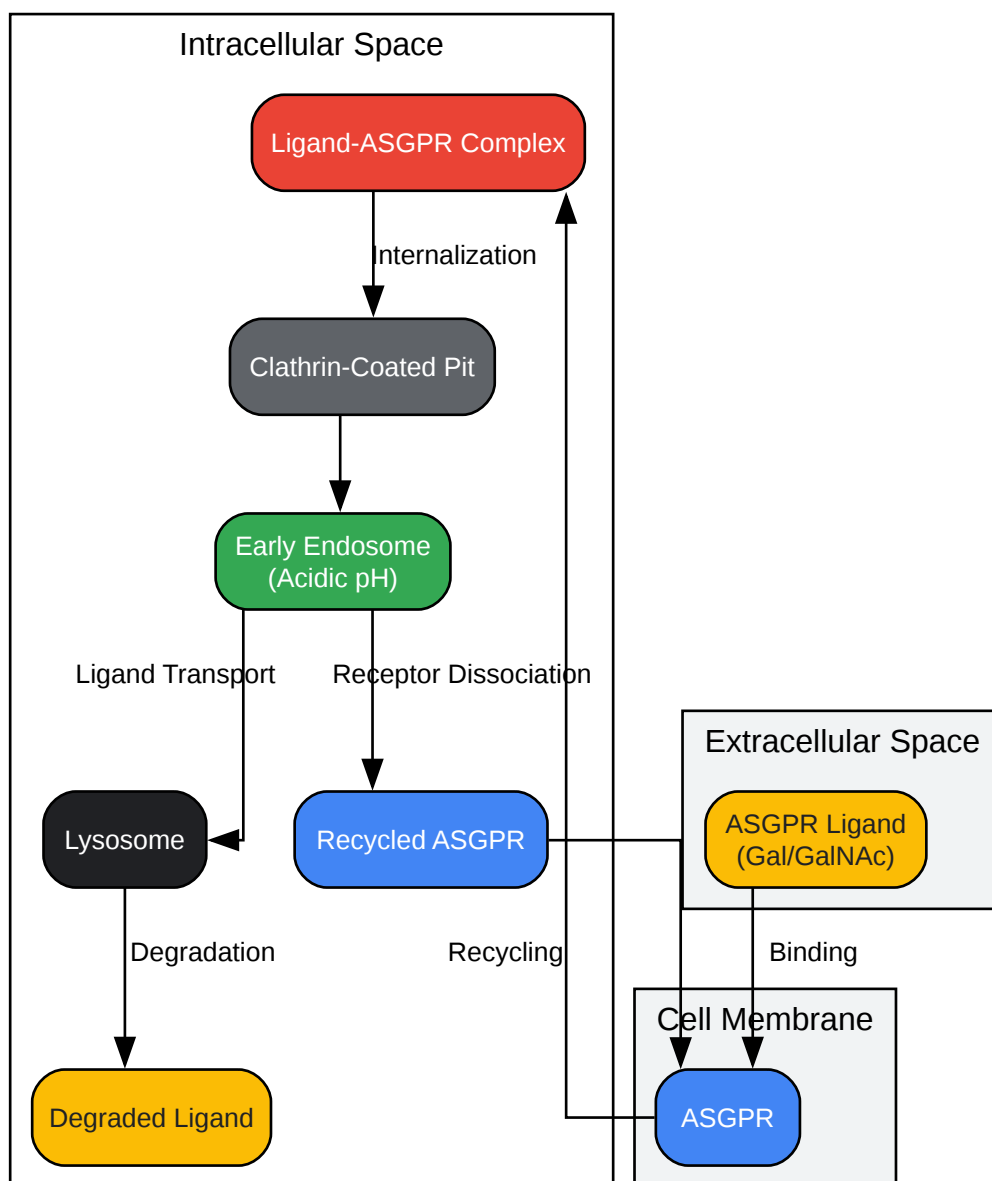 Intracellular Space
Ligand-ASGPR Complex
Internalization
Clathrin-Coated Pit
Early Endosome
(Acidic pH)
Ligand Transport
Receptor Dissociation
Extracellular Space
Lysosome
Recycled ASGPR
ASGPR Ligand
(Gal/GalNAc)
Degradation
Recycling
Binding
Cell Membrane
Degraded Ligand
ASGPR